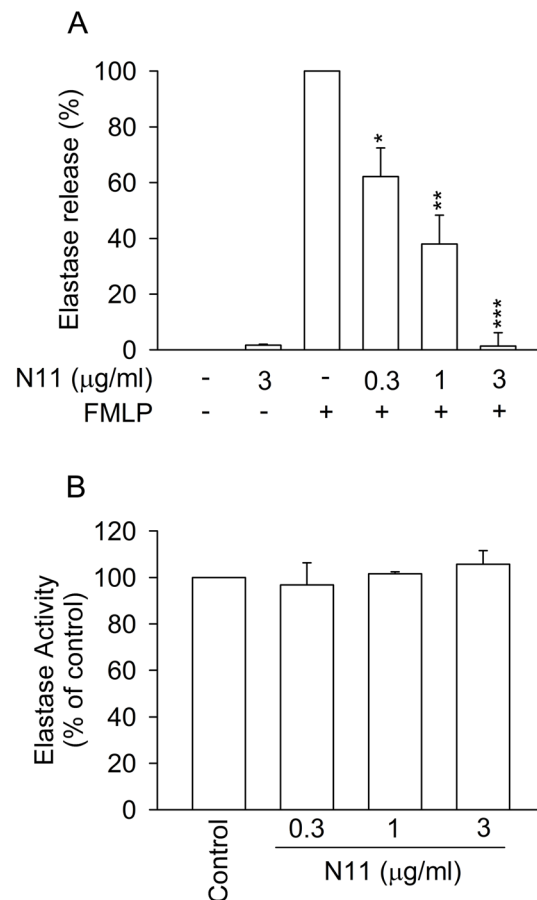 A
Elastase release (%)
100
80
60
40
20
0
*
**
***
N11 (μg/ml) - 3 - 0.3 1 3
FMLP - - + + + +
B
Elastase Activity
(% of control)
120
100
80
60
40
20
0
Control 0.3 1 3
N11 (μg/ml)